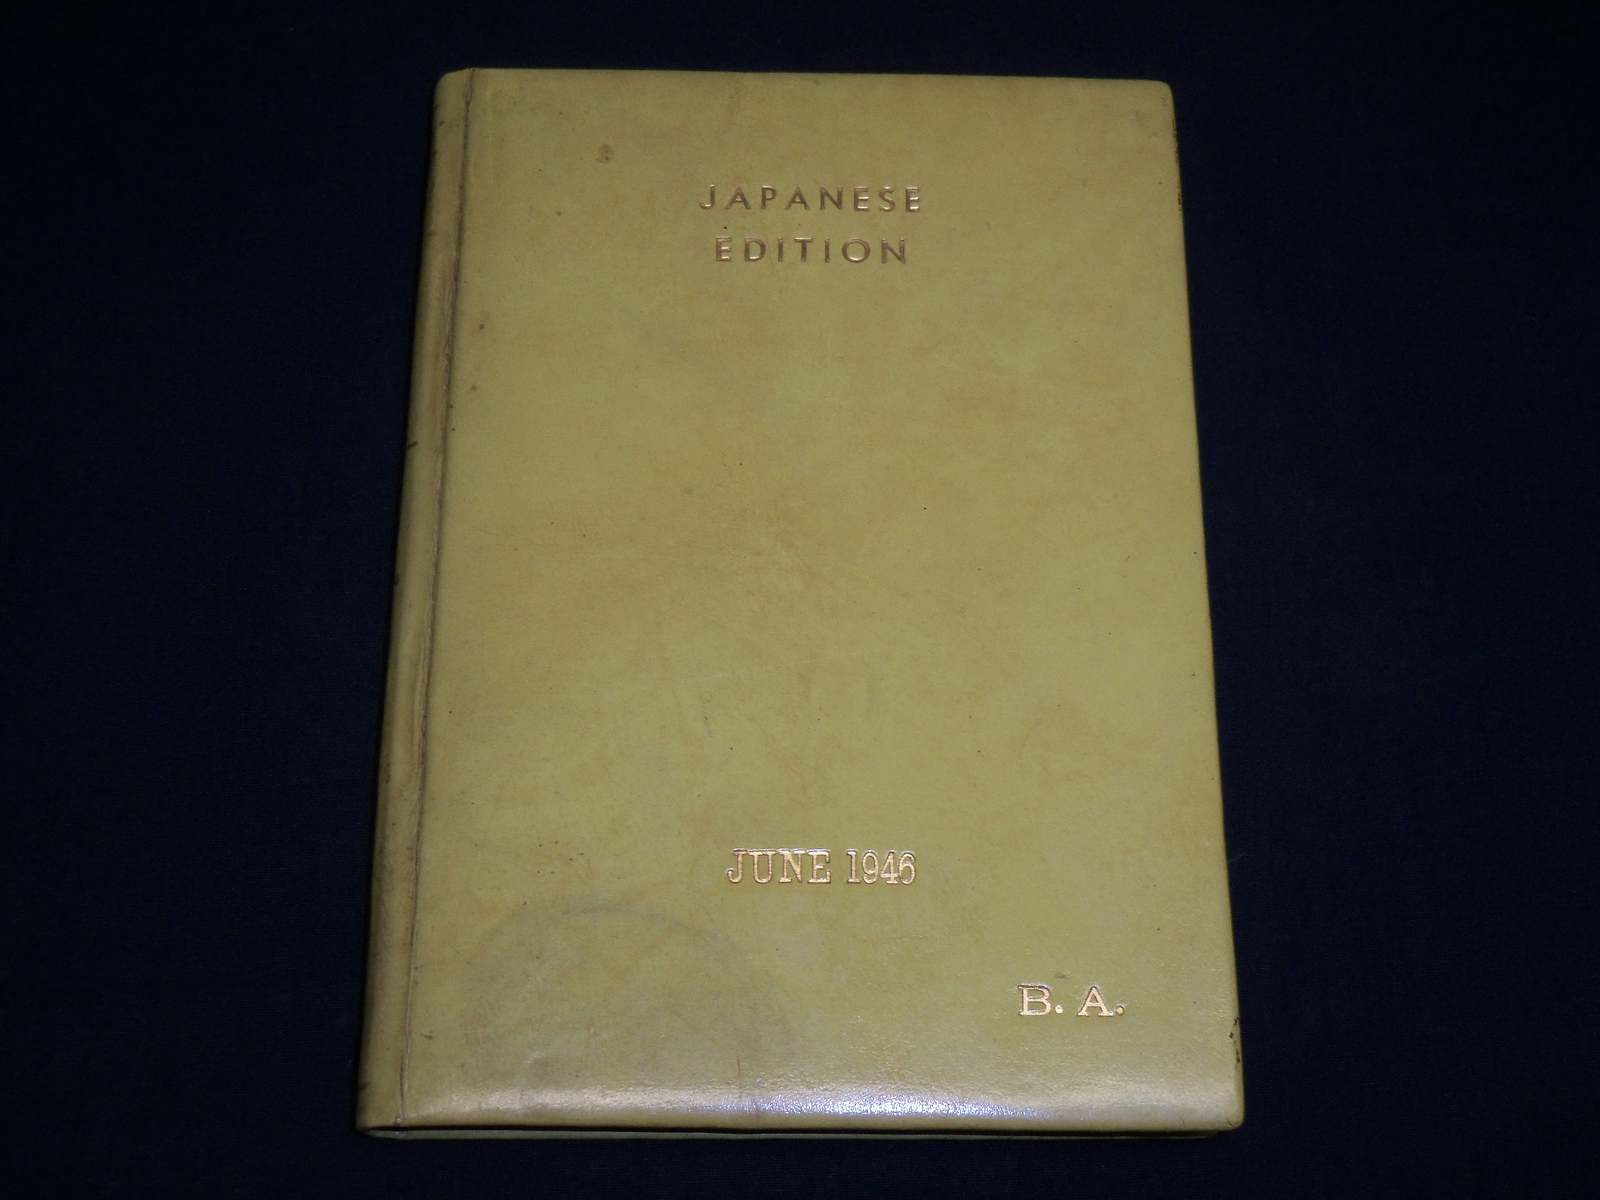 JAPANESE
EDITION
JUNE 1946
B. A.